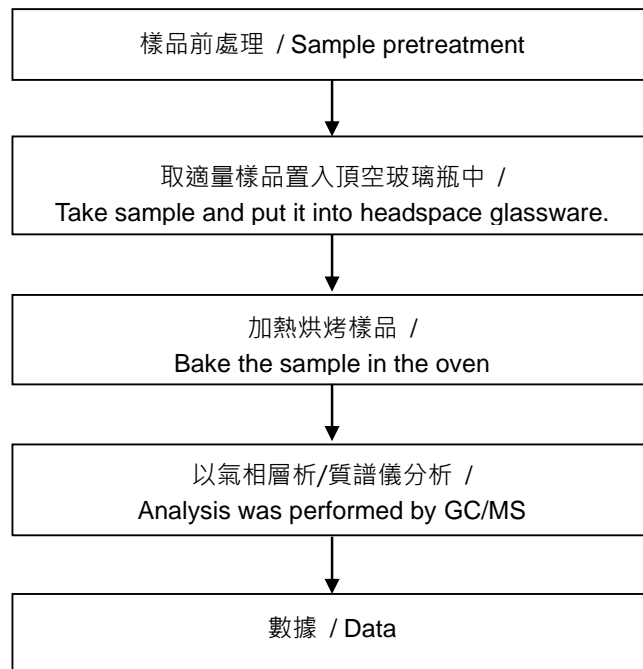 樣品前處理 / Sample pretreatment
取適量樣品置入頂空玻璃瓶中 /
Take sample and put it into headspace glassware.
加熱烘烤樣品 /
Bake the sample in the oven
以氣相層析/質譜儀分析 /
Analysis was performed by GC/MS
數據 / Data